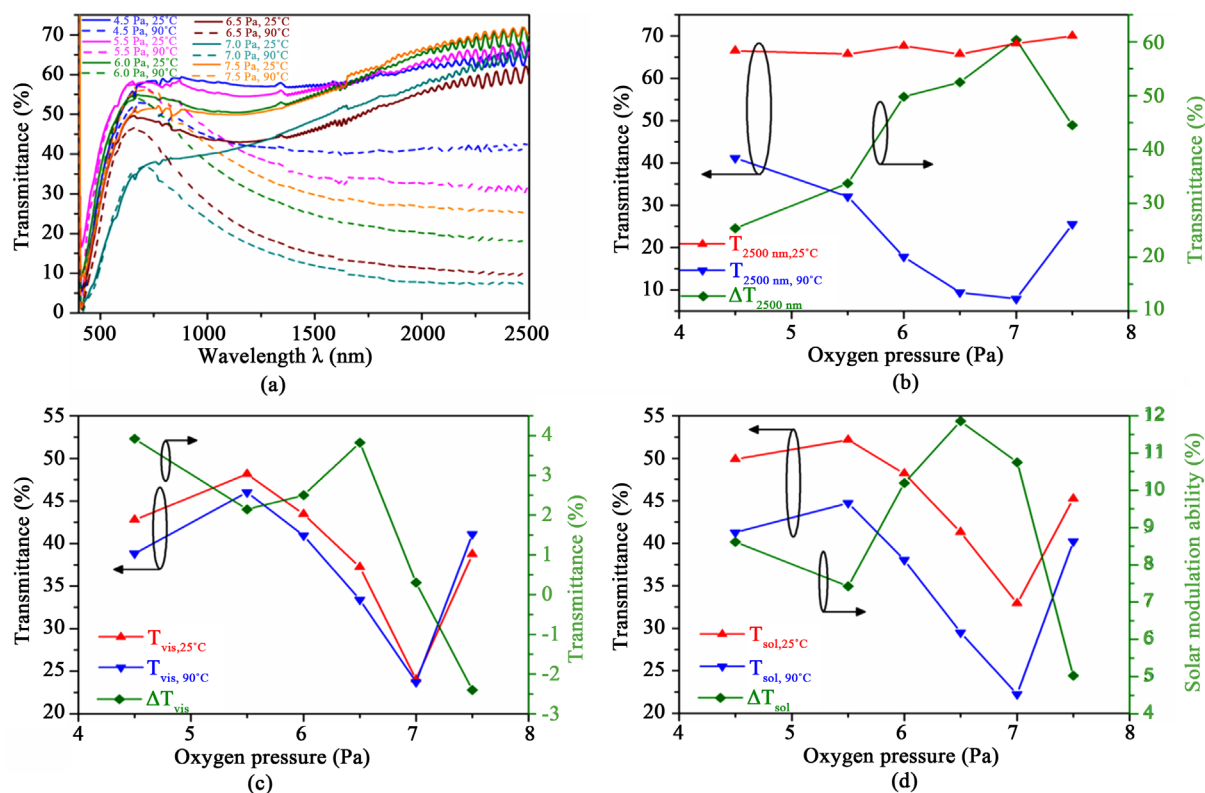 4.5 Pa, 25°C
4.5 Pa, 90°C
5.5 Pa, 25°C
5.5 Pa, 90°C
6.0 Pa, 25°C
6.0 Pa, 90°C
6.5 Pa, 25°C
6.5 Pa, 90°C
7.0 Pa, 25°C
7.0 Pa, 90°C
7.5 Pa, 25°C
7.5 Pa, 90°C
Transmittance (%)
75
70
60
50
40
30
20
10
0
500 1000 1500 2000 2500
Wavelength λ (nm)
(a)
Transmittance (%)
70
60
50
40
30
20
10
T2500 nm,25°C
T2500 nm, 90°C
ΔT2500 nm
60
50
40
30
20
10
Transmittance (%)
4 5 6 7 8
Oxygen pressure (Pa)
(b)
Transmittance (%)
55
50
45
40
35
30
25
20
Tvis,25°C
Tvis, 90°C
ΔTvis
4
3
2
1
0
-1
-2
-3
Transmittance (%)
4 5 6 7 8
Oxygen pressure (Pa)
(c)
Transmittance (%)
55
50
45
40
35
30
25
20
Tsol,25°C
Tsol, 90°C
ΔTsol
12
11
10
9
8
7
6
5
4
Solar modulation ability (%)
4 5 6 7 8
Oxygen pressure (Pa)
(d)